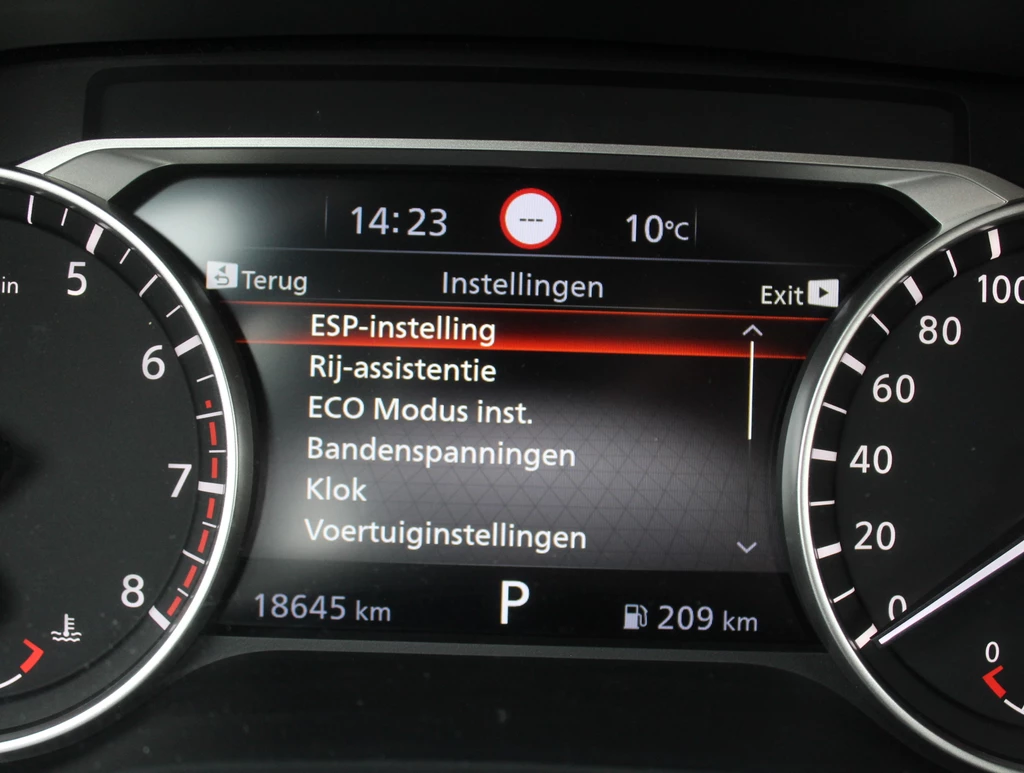 14:23 --- 10°C
Terug Instellingen Exit
ESP-instelling
Rij-assistentie
ECO Modus inst.
Bandenspanningen
Klok
Voertuiginstellingen
18645 km P 209 km
in
5
6
7
8
100
80
60
40
20
0
0